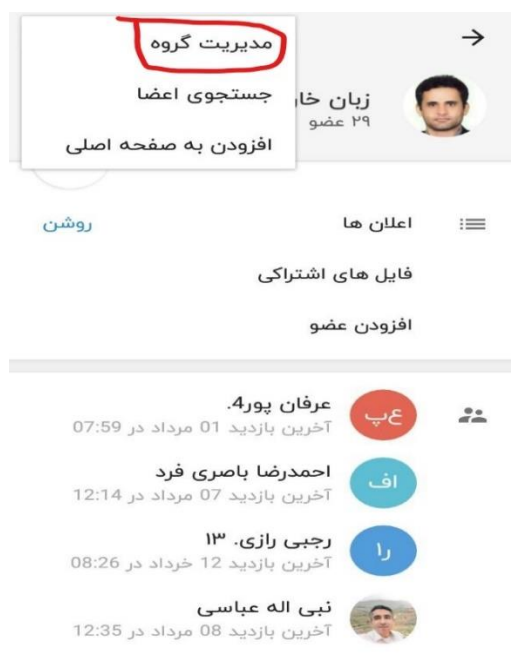 مدیریت گروه
جستجوی اعضا
افزودن به صفحه اصلی
زبان
۲۹ عضو
اعلان ها
روشن
فایل های اشتراکی
افزودن عضو
عرفان پور4.
آخرین بازدید 01 مرداد در 07:59
احمدرضا باصری فرد
آخرین بازدید 07 مرداد در 12:14
رجبی رازی. ۱۳
آخرین بازدید 12 خرداد در 08:26
نبی اله عباسی
آخرین بازدید 08 مرداد در 12:35
ع‌پ
اف
را